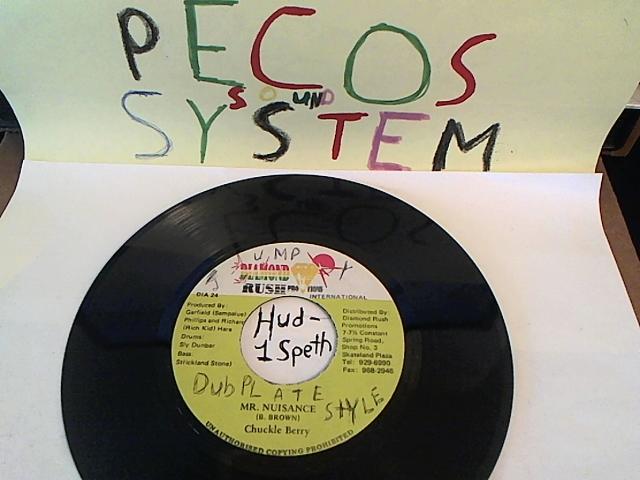 PECOS
SOUND
SYSTEM
JUMPY
DIAMOND
RUSH PROMOTIONS
INTERNATIONAL
DIA 24
Produced By:
Garfield (Sampalue)
Phillips and Richard
(Rich Kid) Hare
Drums:
Sly Dunbar
Bass:
Strickland Stone)
Hud-
1 Speth
Distributed By:
Diamond Rush
Promotions
7-7½ Constant
Spring Road,
Shop No. 3
Skateland Plaza
Tel: 929-6990
Fax: 968-2946
DubPLATE STYLE
MR. NUISANCE
(B. BROWN)
Chuckle Berry
UNAUTHORISED COPYING PROHIBITED